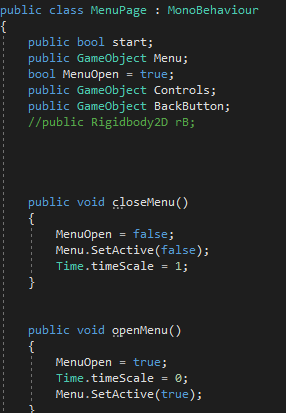 public class MenuPage : MonoBehaviour
{
public bool start;
public GameObject Menu;
bool MenuOpen = true;
public GameObject Controls;
public GameObject BackButton;
//public Rigidbody2D rB;
public void closeMenu()
{
MenuOpen = false;
Menu.SetActive(false);
Time.timeScale = 1;
}
public void openMenu()
{
MenuOpen = true;
Time.timeScale = 0;
Menu.SetActive(true);
}